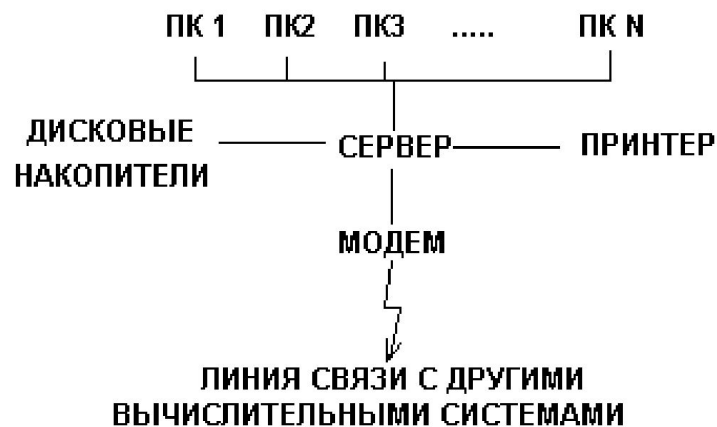 ПК 1 ПК2 ПК3 ..... ПК N
ДИСКОВЫЕ
НАКОПИТЕЛИ
СЕРВЕР
ПРИНТЕР
МОДЕМ
ЛИНИЯ СВЯЗИ С ДРУГИМИ
ВЫЧИСЛИТЕЛЬНЫМИ СИСТЕМАМИ